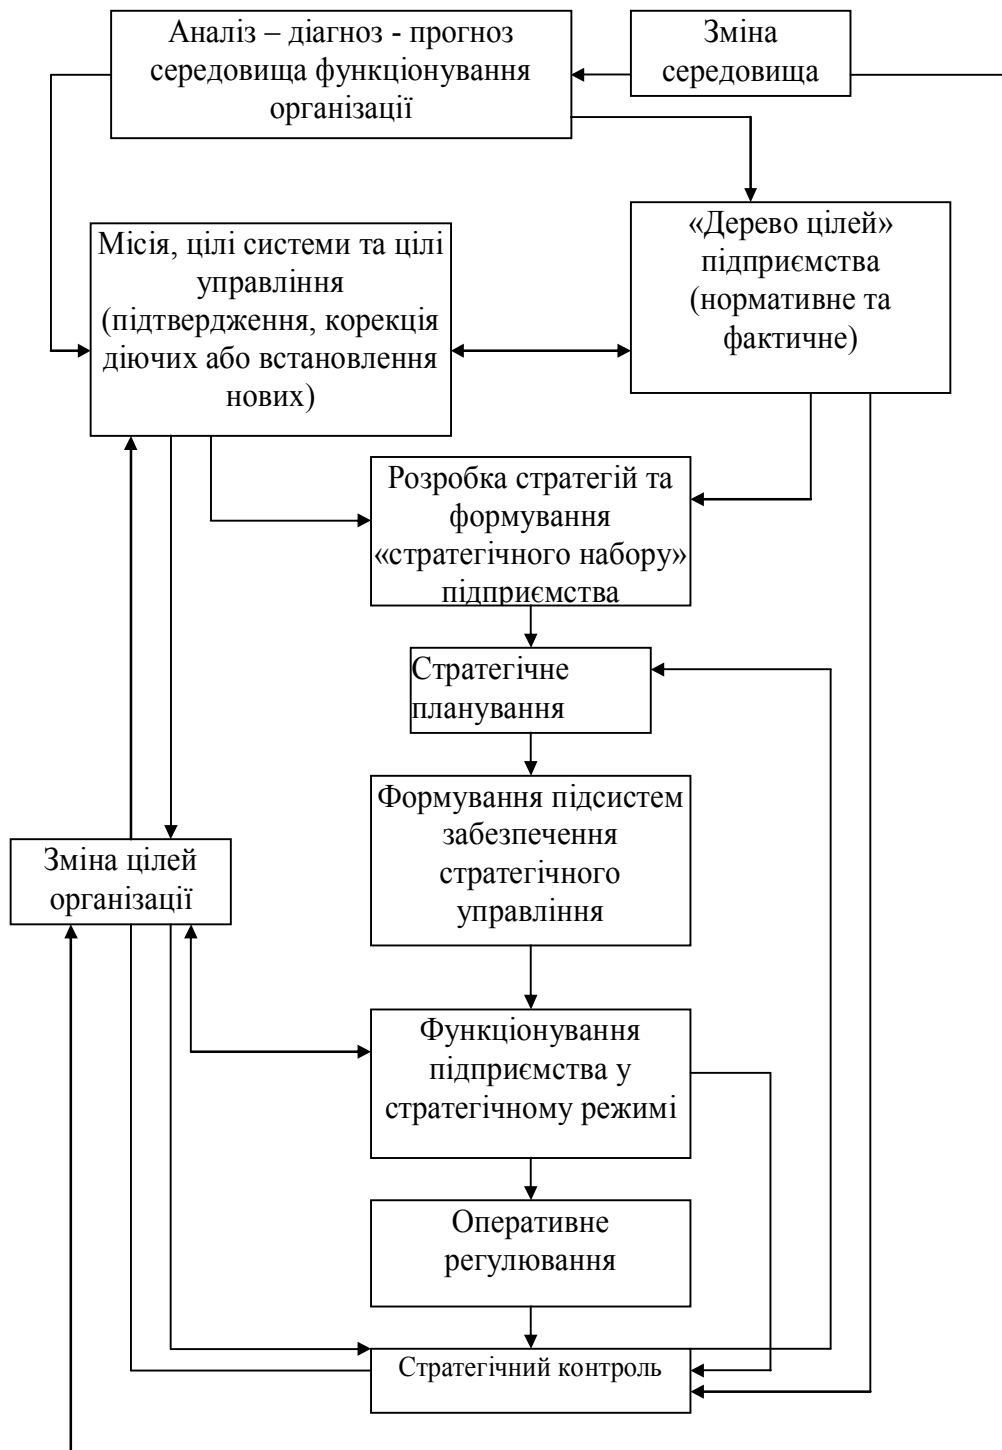 Аналіз – діагноз - прогноз
середовища функціонування
організації
Зміна
середовища
Місія, цілі системи та цілі
управління
(підтвердження, корекція
діючих або встановлення
нових)
«Дерево цілей»
підприємства
(нормативне та
фактичне)
Розробка стратегій та
формування
«стратегічного набору»
підприємства
Стратегічне
планування
Формування підсистем
забезпечення
стратегічного
управління
Зміна цілей
організації
Функціонування
підприємства у
стратегічному режимі
Оперативне
регулювання
Стратегічний контроль